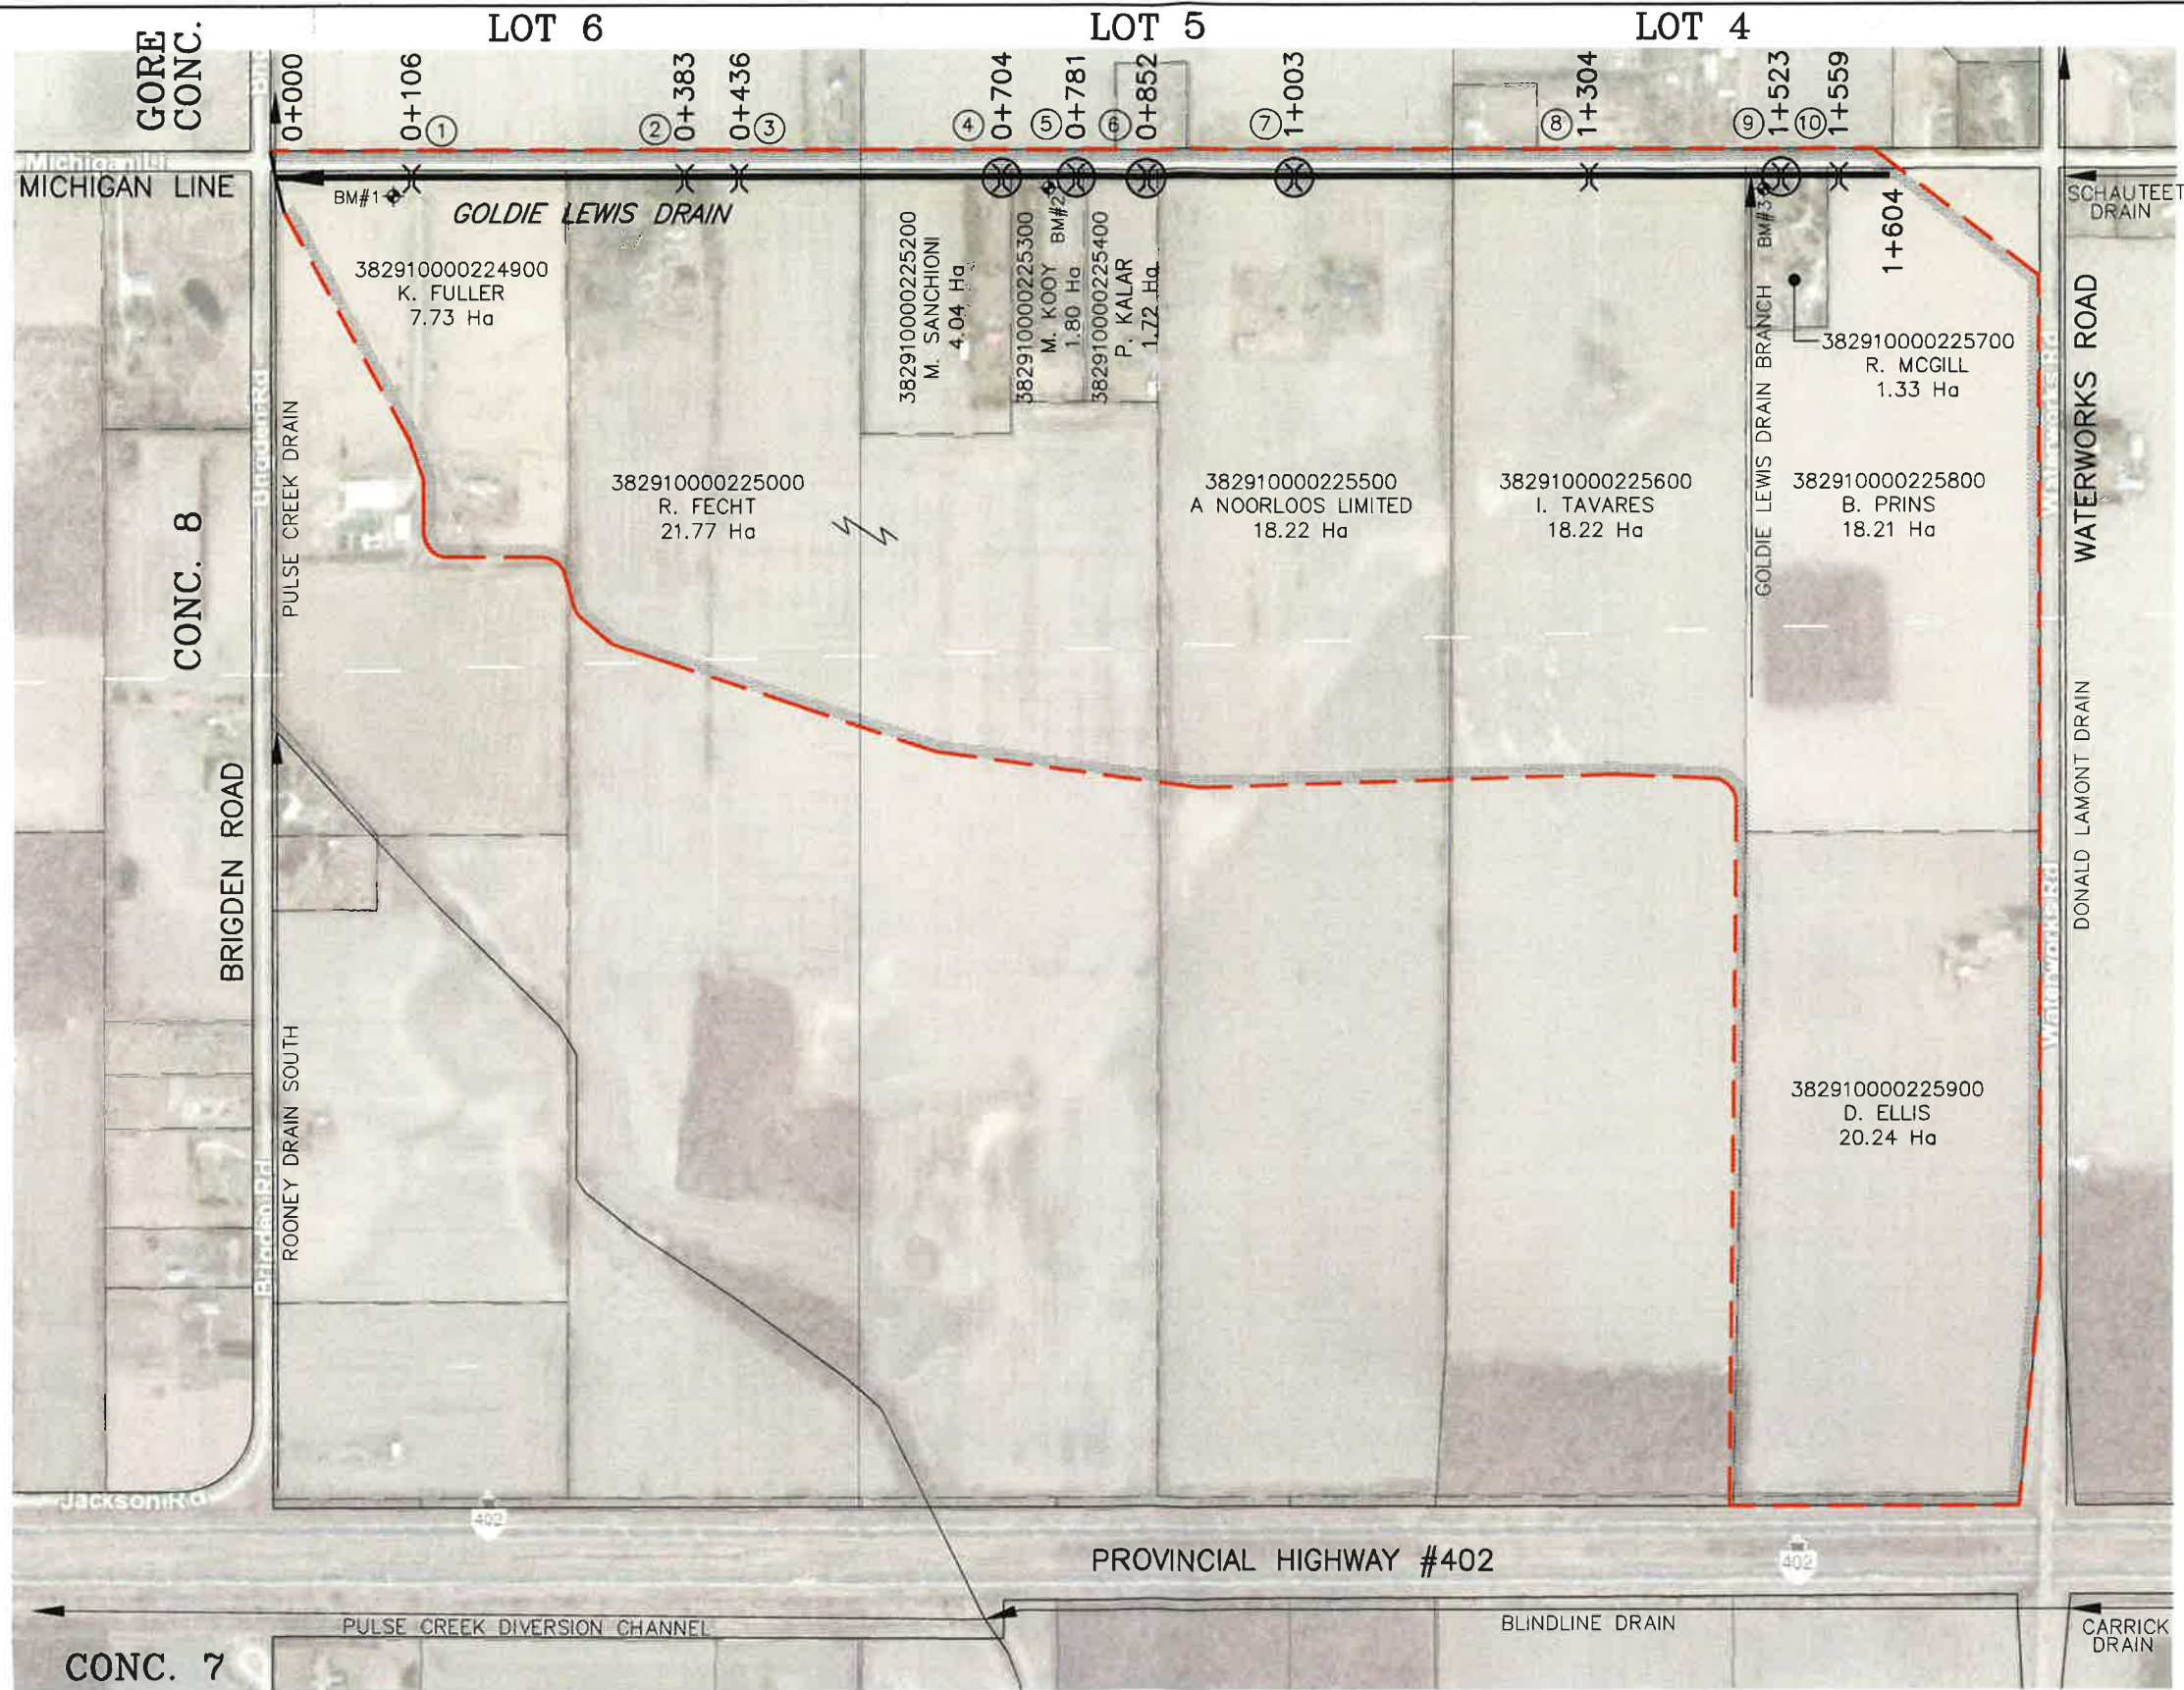 LOT 6
LOT 5
LOT 4
GORE
CONC.
0+000
0+106
1
2
0+383
0+436
3
4
0+704
5
0+781
6
0+852
7
1+003
8
1+304
9
1+523
10
1+559
MICHIGAN LINE
BM#1
GOLDIE LEWIS DRAIN
SCHAUTEET
DRAIN
1+604
382910000224900
K. FULLER
7.73 Ha
382910000225200
M. SANCHIONI
4.04 Ha
382910000225300
M. KOOY
1.80 Ha
BM#2
382910000225400
P. KALAR
1.72 Ha
BM#3
GOLDIE LEWIS DRAIN BRANCH
382910000225700
R. MCGILL
1.33 Ha
WATERWORKS ROAD
Waterworks Rd
PULSE CREEK DRAIN
CONC. 8
382910000225000
R. FECHT
21.77 Ha
382910000225500
A NOORLOOS LIMITED
18.22 Ha
382910000225600
I. TAVARES
18.22 Ha
382910000225800
B. PRINS
18.21 Ha
DONALD LAMONT DRAIN
BRIGDEN ROAD
Waterworks Rd
ROONEY DRAIN SOUTH
382910000225900
D. ELLIS
20.24 Ha
Jackson Rd
402
PROVINCIAL HIGHWAY #402
402
PULSE CREEK DIVERSION CHANNEL
BLINDLINE DRAIN
CARRICK
DRAIN
CONC. 7